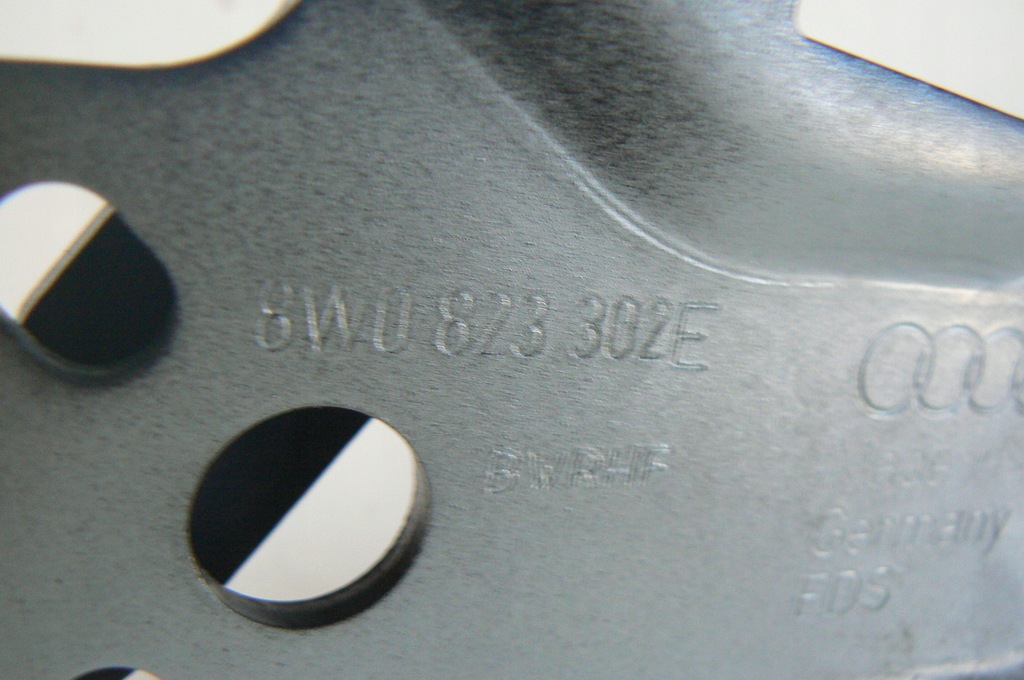 8W0 823 302E
BWRHF
Germany
FDS